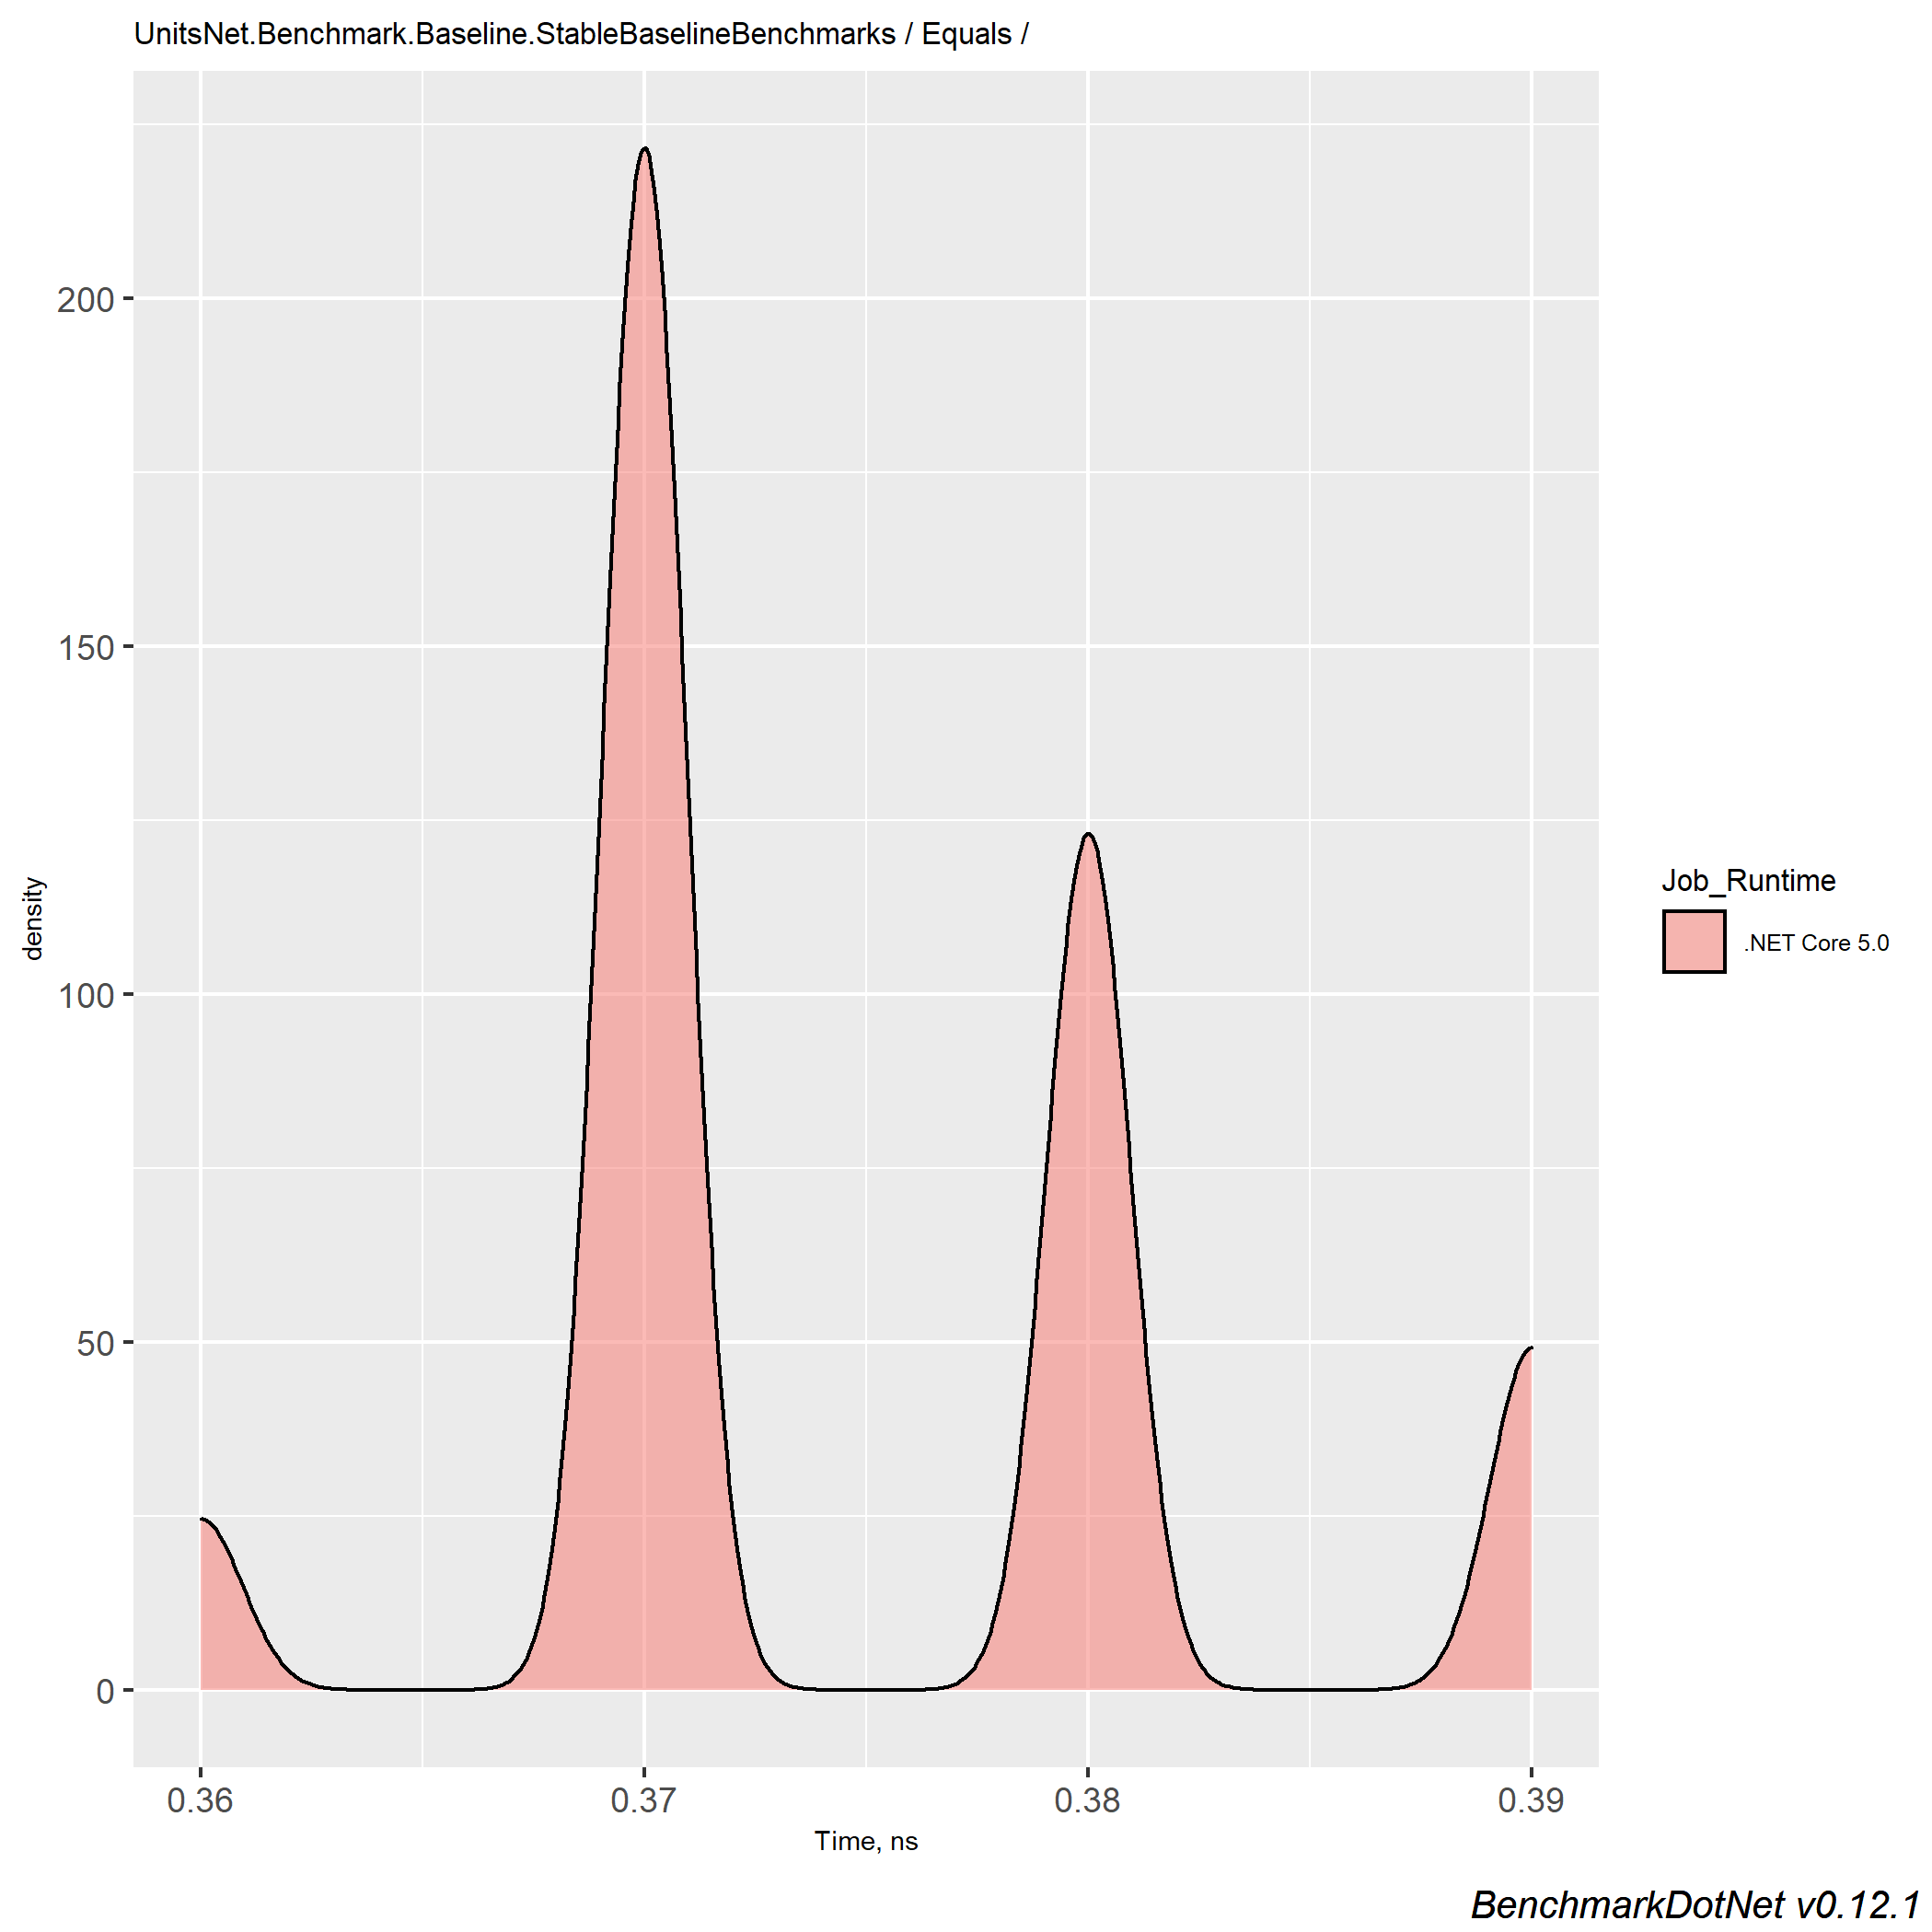 UnitsNet.Benchmark.Baseline.StableBaselineBenchmarks / Equals /
density
200
150
100
50
0
0.36 0.37 0.38 0.39
Time, ns
Job_Runtime
.NET Core 5.0
BenchmarkDotNet v0.12.1